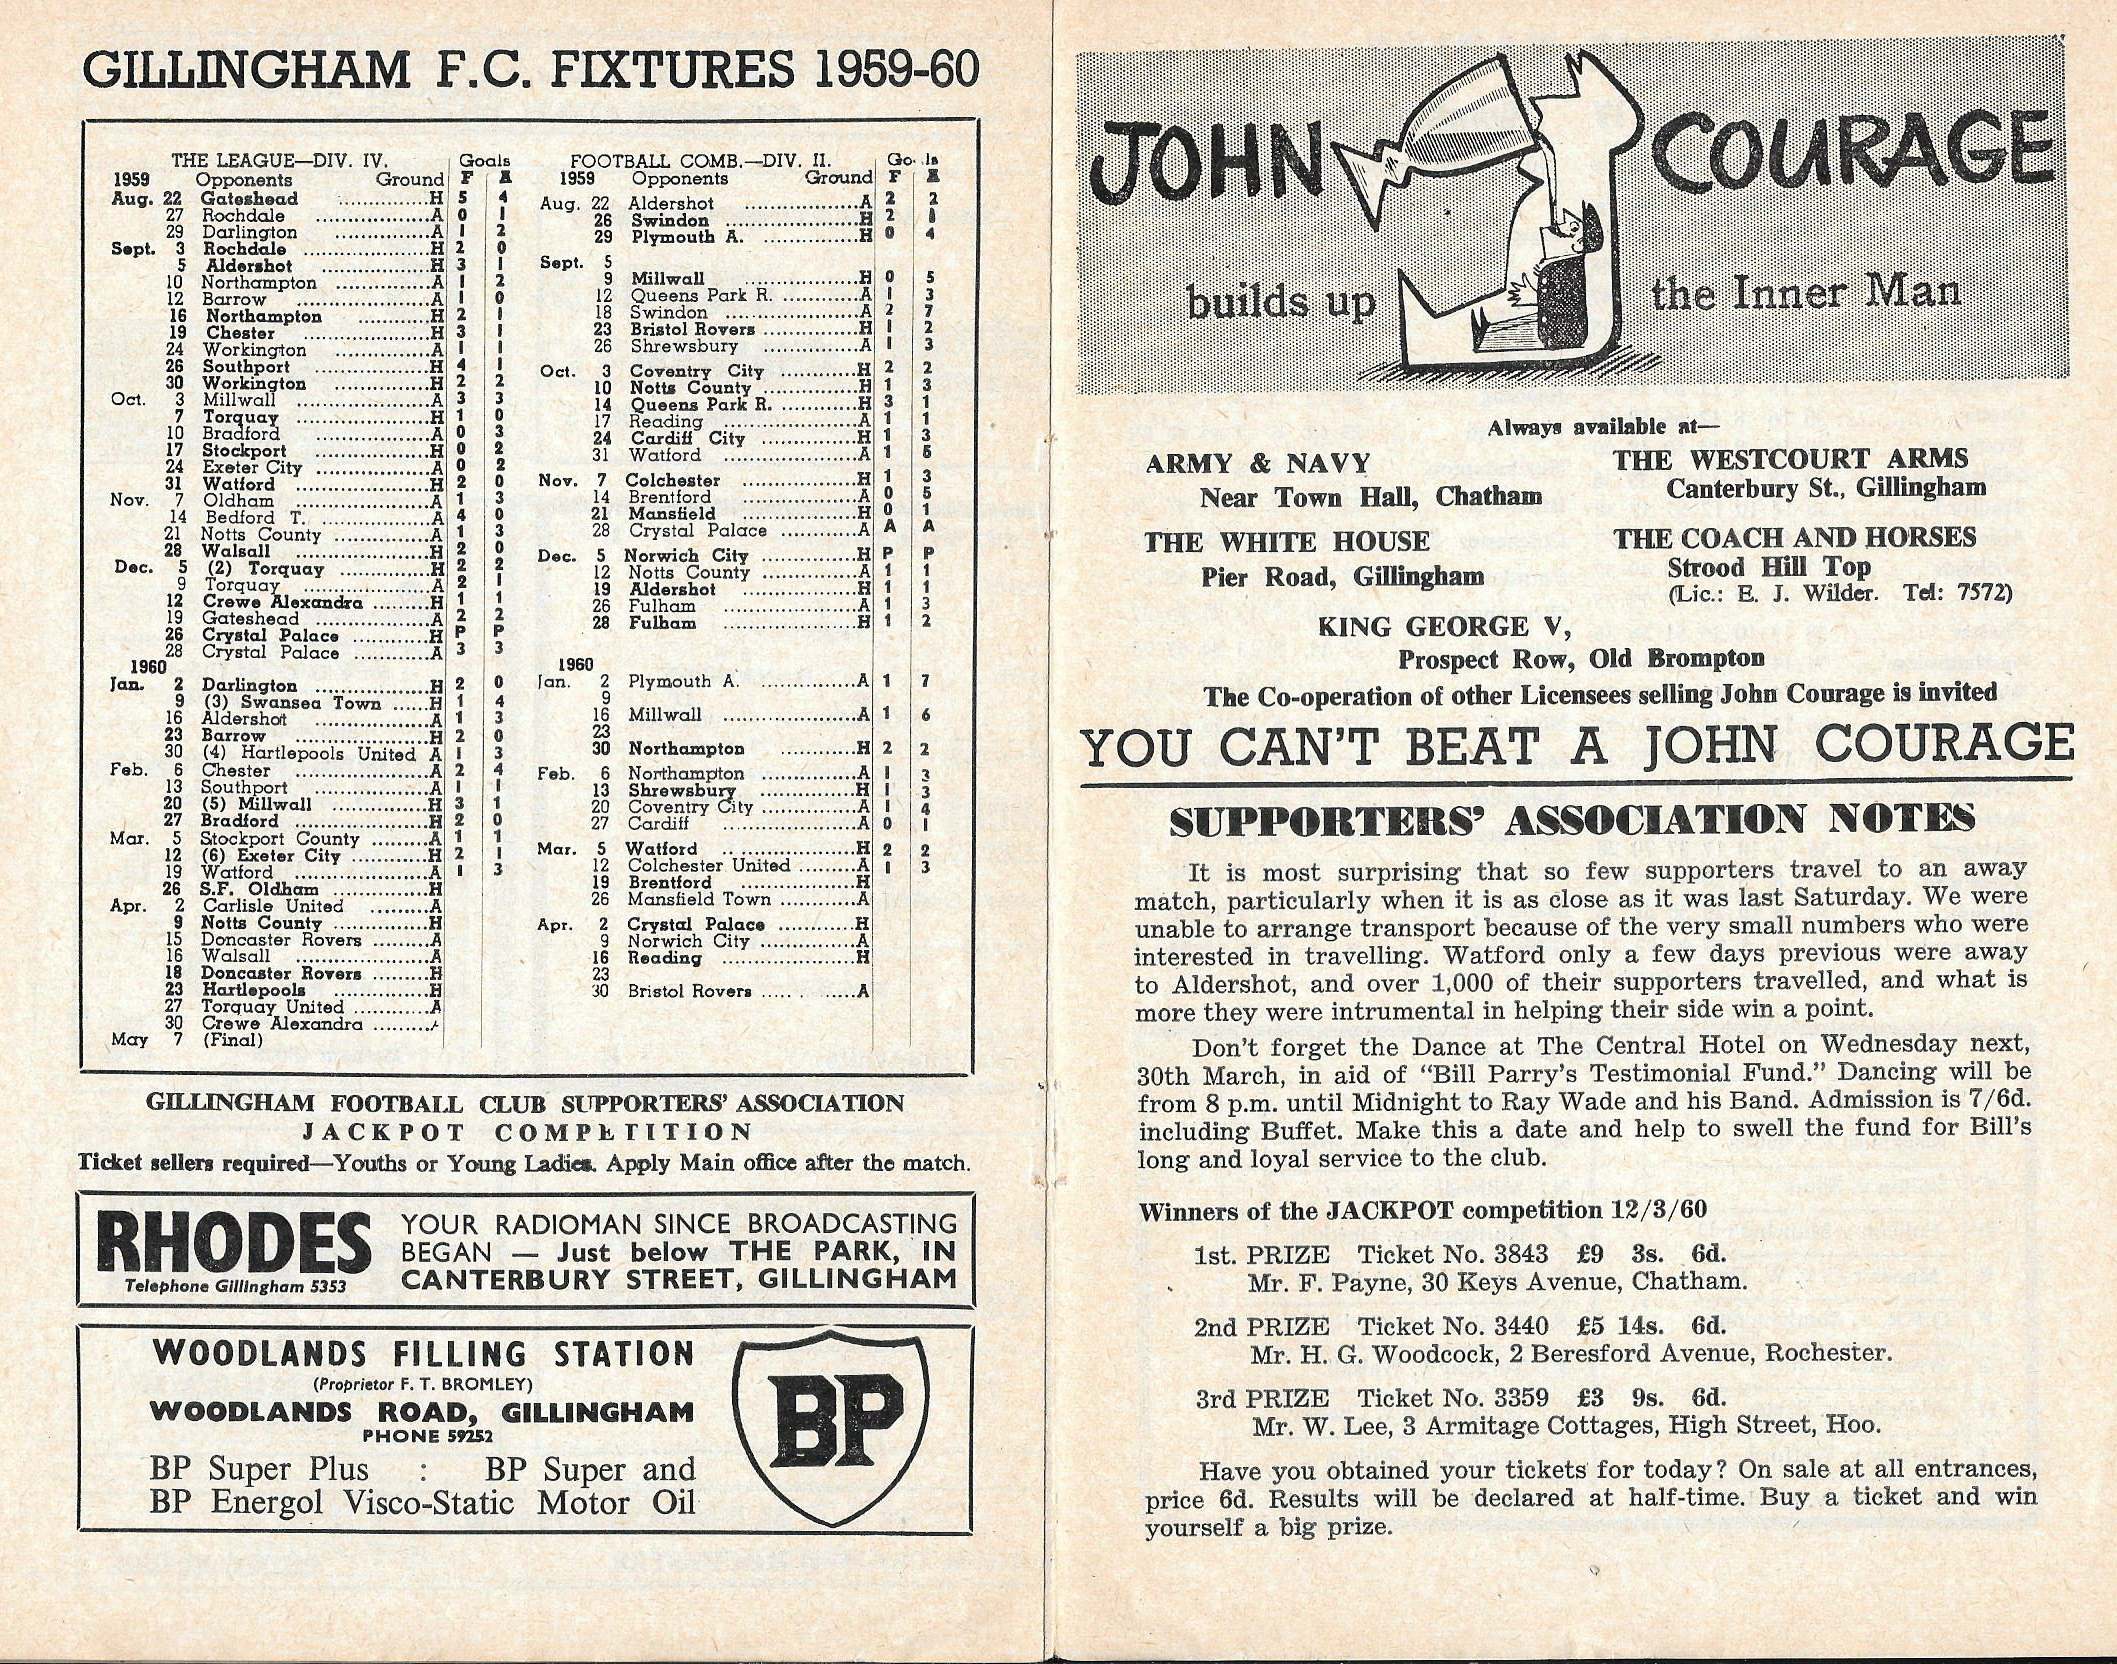 GILLINGHAM F.C. FIXTURES 1959-60
THE LEAGUE—DIV. IV. Goals
1959 Opponents Ground F A
Aug. 22 Gateshead ............H 5 4
27 Rochdale ................A 0 1
29 Darlington .............A 1 2
Sept. 3 Rochdale ..................H 2 0
5 Aldershot ...............H 3 1
10 Northampton .............A 1 2
12 Barrow .................A 1 0
16 Northampton ...........H 2 1
19 Chester ..................H 3 1
24 Workington .............A 1 1
26 Southport ................H 4 1
30 Workington .............H 2 2
Oct. 3 Millwall ..................A 3 3
7 Torquay ..................H 1 0
10 Bradford ................A 0 3
17 Stockport ................H 0 2
24 Exeter City ...............A 0 2
31 Watford ..................H 2 0
Nov. 7 Oldham ..................A 1 3
14 Bedford T. ...............A 4 0
21 Notts County .............A 1 3
28 Walsall ..................H 2 0
Dec. 5 (2) Torquay .............H 2 2
9 Torquay ..................A 2 1
12 Crewe Alexandra ........H 1 1
19 Gateshead ................A 2 2
26 Crystal Palace ...........H P P
28 Crystal Palace ...........A 3 3
1960
Jan. 2 Darlington ................H 2 0
9 (3) Swansea Town ......H 1 4
16 Aldershot ................A 1 3
23 Barrow ..................H 2 0
30 (4) Hartlepools United A 1 3
Feb. 6 Chester ..................A 2 4
13 Southport ................A 1 1
20 (5) Millwall ..............H 3 1
27 Bradford ..................H 2 0
Mar. 5 Stockport County .........A 1 1
12 (6) Exeter City ...........H 2 1
19 Watford ..................A 1 3
26 S.F. Oldham .............H
Apr. 2 Carlisle United .........A
9 Notts County .............H
15 Doncaster Rovers ........A
16 Walsall ..................A
18 Doncaster Rovers ........H
23 Hartlepools ..............H
27 Torquay United ...........A
30 Crewe Alexandra .........A
May 7 (Final)
FOOTBALL COMB.—DIV. II. Go ls
1959 Opponents Ground F A
Aug. 22 Aldershot ................A 2 2
26 Swindon ..................H 2 1
29 Plymouth A. .............H 0 4
Sept. 5
9 Millwall ..................H 0 5
12 Queens Park R. ..........A 1 3
18 Swindon ..................A 2 7
23 Bristol Rovers .............H 1 2
26 Shrewsbury .............A 1 3
Oct. 3 Coventry City ...........H 2 2
10 Notts County .............H 1 3
14 Queens Park R. ...........H 3 1
17 Reading ..................A 1 1
24 Cardiff City .............H 1 3
31 Watford ..................A 1 5
Nov. 7 Colchester ................H 1 3
14 Brentford ................A 0 5
21 Mansfield ................H 0 1
28 Crystal Palace ...........A A A
Dec. 5 Norwich City .............H P P
12 Notts County .............A 1 1
19 Aldershot ................H 1 1
26 Fulham ..................A 1 3
28 Fulham ..................H 1 2
1960
Jan. 2 Plymouth A. .............A 1 7
9
16 Millwall ..................A 1 6
23
30 Northampton ...........H 2 2
Feb. 6 Northampton .............A 1 3
13 Shrewsbury .............H 1 3
20 Coventry City .............A 1 4
27 Cardiff ..................A 0 1
Mar. 5 Watford ..................H 2 2
12 Colchester United ........A 1 3
19 Brentford ................H
26 Mansfield Town ...........A
Apr. 2 Crystal Palace ...........H
9 Norwich City .............A
16 Reading ..................H
23
30 Bristol Rovers .............A
GILLINGHAM FOOTBALL CLUB SUPPORTERS' ASSOCIATION
JACKPOT COMPETITION
Ticket sellers required—Youths or Young Ladies. Apply Main office after the match.
RHODES
Telephone Gillingham 5353
YOUR RADIOMAN SINCE BROADCASTING
BEGAN — Just below THE PARK, IN
CANTERBURY STREET, GILLINGHAM
WOODLANDS FILLING STATION
(Proprietor F. T. BROMLEY)
WOODLANDS ROAD, GILLINGHAM
PHONE 59252
BP Super Plus : BP Super and
BP Energol Visco-Static Motor Oil
BP
JOHN COURAGE
builds up the Inner Man
Always available at—
ARMY & NAVY
Near Town Hall, Chatham
THE WESTCOURT ARMS
Canterbury St., Gillingham
THE WHITE HOUSE
Pier Road, Gillingham
THE COACH AND HORSES
Strood Hill Top
(Lic.: E. J. Wilder. Tel: 7572)
KING GEORGE V,
Prospect Row, Old Brompton
The Co-operation of other Licensees selling John Courage is invited
YOU CAN'T BEAT A JOHN COURAGE
SUPPORTERS' ASSOCIATION NOTES
It is most surprising that so few supporters travel to an away
match, particularly when it is as close as it was last Saturday. We were
unable to arrange transport because of the very small numbers who were
interested in travelling. Watford only a few days previous were away
to Aldershot, and over 1,000 of their supporters travelled, and what is
more they were intrumental in helping their side win a point.
Don't forget the Dance at The Central Hotel on Wednesday next,
30th March, in aid of "Bill Parry's Testimonial Fund." Dancing will be
from 8 p.m. until Midnight to Ray Wade and his Band. Admission is 7/6d.
including Buffet. Make this a date and help to swell the fund for Bill's
long and loyal service to the club.
Winners of the JACKPOT competition 12/3/60
1st. PRIZE Ticket No. 3843 £9 3s. 6d.
Mr. F. Payne, 30 Keys Avenue, Chatham.
2nd PRIZE Ticket No. 3440 £5 14s. 6d.
Mr. H. G. Woodcock, 2 Beresford Avenue, Rochester.
3rd PRIZE Ticket No. 3359 £3 9s. 6d.
Mr. W. Lee, 3 Armitage Cottages, High Street, Hoo.
Have you obtained your tickets for today? On sale at all entrances,
price 6d. Results will be declared at half-time. Buy a ticket and win
yourself a big prize.